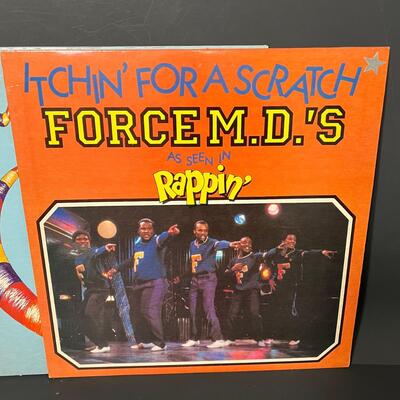 ITCHIN' FOR A SCRATCH
FORCE M.D.'S
AS SEEN IN
Rappin'
F F F F